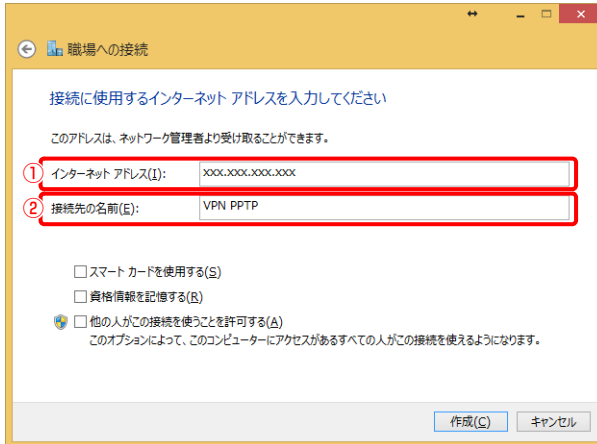 職場への接続
接続に使用するインターネット アドレスを入力してください
このアドレスは、ネットワーク管理者より受け取ることができます。
① インターネット アドレス(I): xxx.xxx.xxx.xxx
② 接続先の名前(E): VPN PPTP
スマート カードを使用する(S)
資格情報を記憶する(R)
他の人がこの接続を使うことを許可する(A)
このオプションによって、このコンピューターにアクセスがあるすべての人がこの接続を使えるようになります。
作成(C) キャンセル